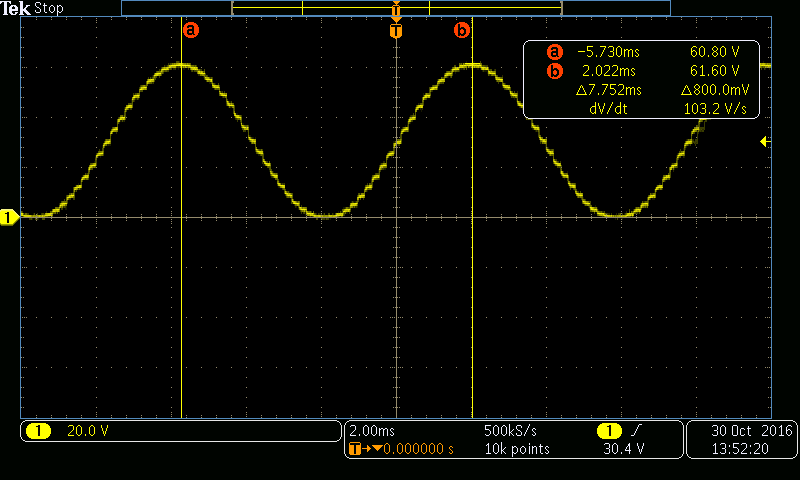 Tek Stop
T
a
T
b
a −5.730ms 60.80 V
b 2.022ms 61.60 V
Δ7.752ms Δ800.0mV
dV/dt 103.2 V/s
1
1 20.0 V
2.00ms 500kS/s 1 30.4 V
T→▼0.000000 s 10k points
30 Oct 2016
13:52:20